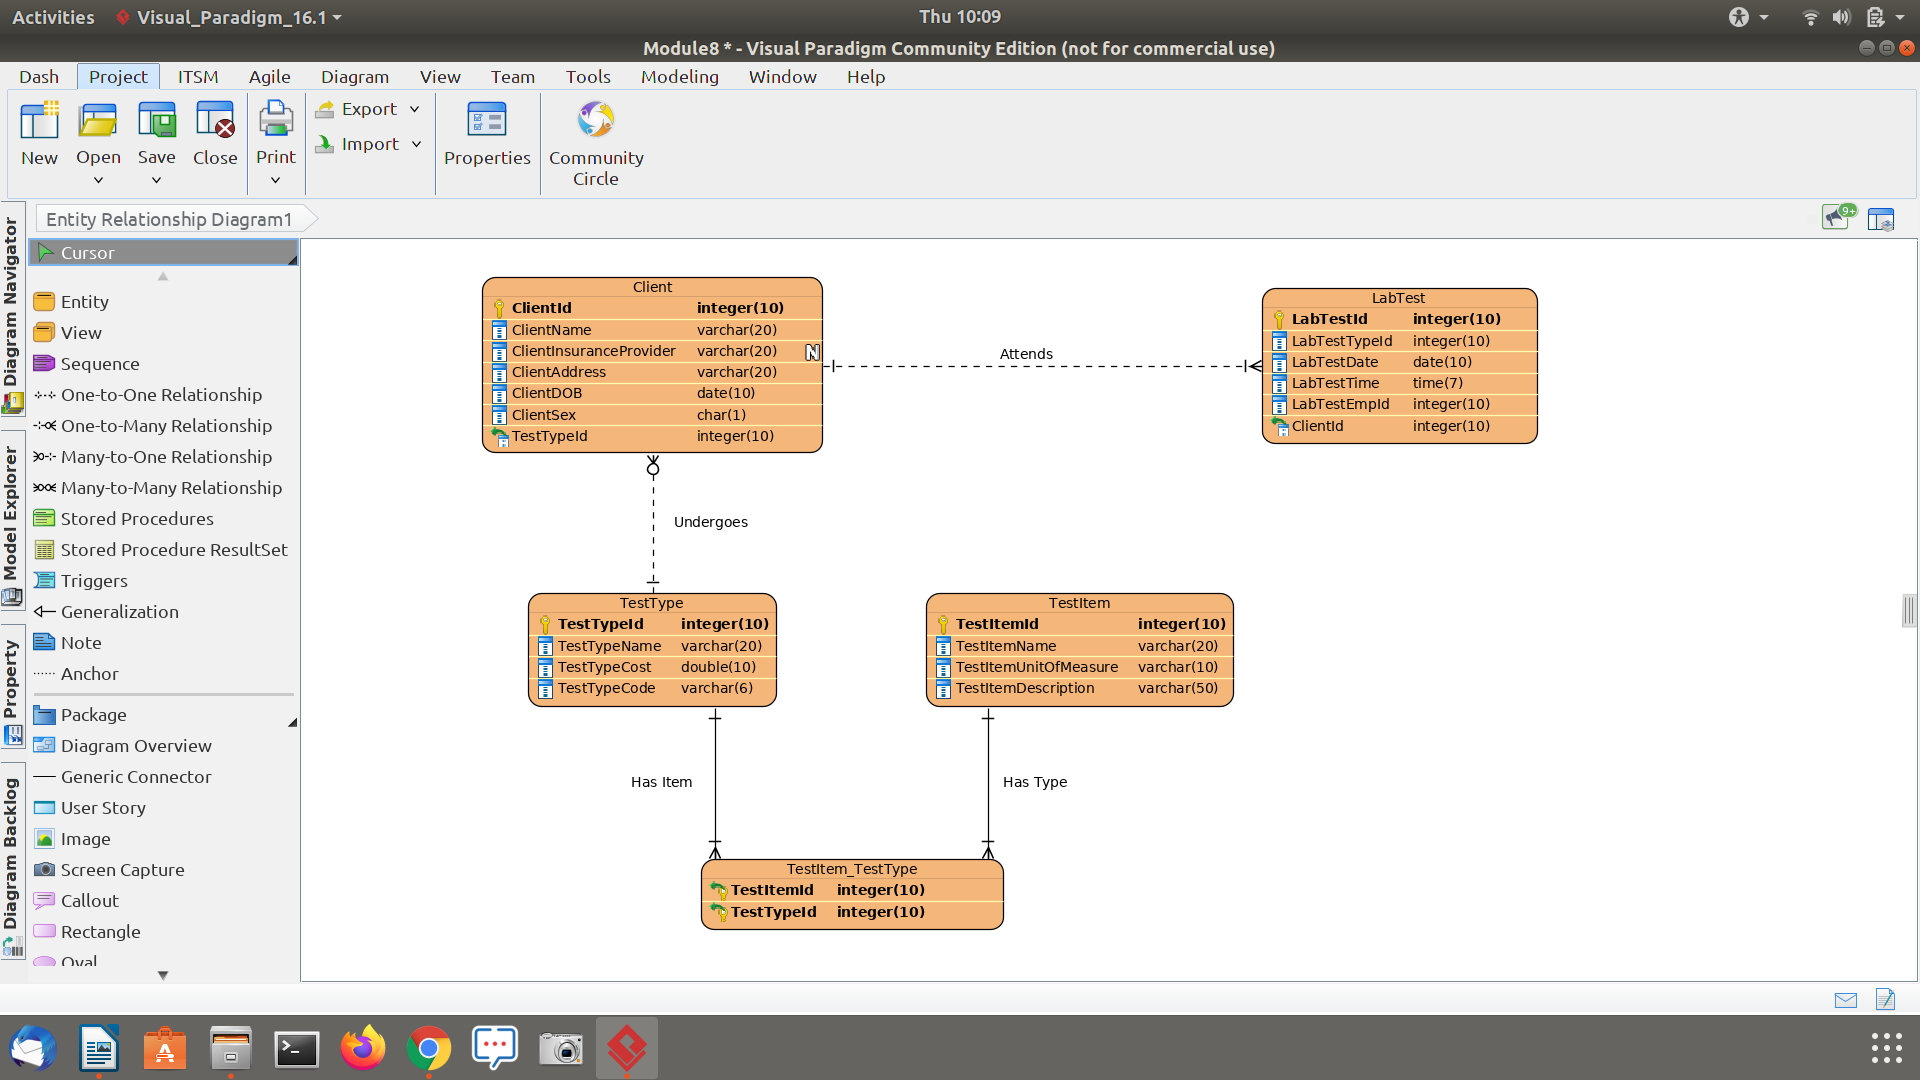 Activities Visual_Paradigm_16.1 Thu 10:09
Module8 * - Visual Paradigm Community Edition (not for commercial use)
Dash Project ITSM Agile Diagram View Team Tools Modeling Window Help
New Open Save Close Print Export Import Properties Community Circle
Entity Relationship Diagram1
9+
Diagram Navigator
Model Explorer
Property
Diagram Backlog
Cursor
Entity
View
Sequence
One-to-One Relationship
One-to-Many Relationship
Many-to-One Relationship
Many-to-Many Relationship
Stored Procedures
Stored Procedure ResultSet
Triggers
Generalization
Note
Anchor
Package
Diagram Overview
Generic Connector
User Story
Image
Screen Capture
Callout
Rectangle
Oval
Client
ClientId integer(10)
ClientName varchar(20)
ClientInsuranceProvider varchar(20) N
ClientAddress varchar(20)
ClientDOB date(10)
ClientSex char(1)
TestTypeId integer(10)
Attends
LabTest
LabTestId integer(10)
LabTestTypeId integer(10)
LabTestDate date(10)
LabTestTime time(7)
LabTestEmpId integer(10)
ClientId integer(10)
Undergoes
TestType
TestTypeId integer(10)
TestTypeName varchar(20)
TestTypeCost double(10)
TestTypeCode varchar(6)
TestItem
TestItemId integer(10)
TestItemName varchar(20)
TestItemUnitOfMeasure varchar(10)
TestItemDescription varchar(50)
Has Item
Has Type
TestItem_TestType
TestItemId integer(10)
TestTypeId integer(10)